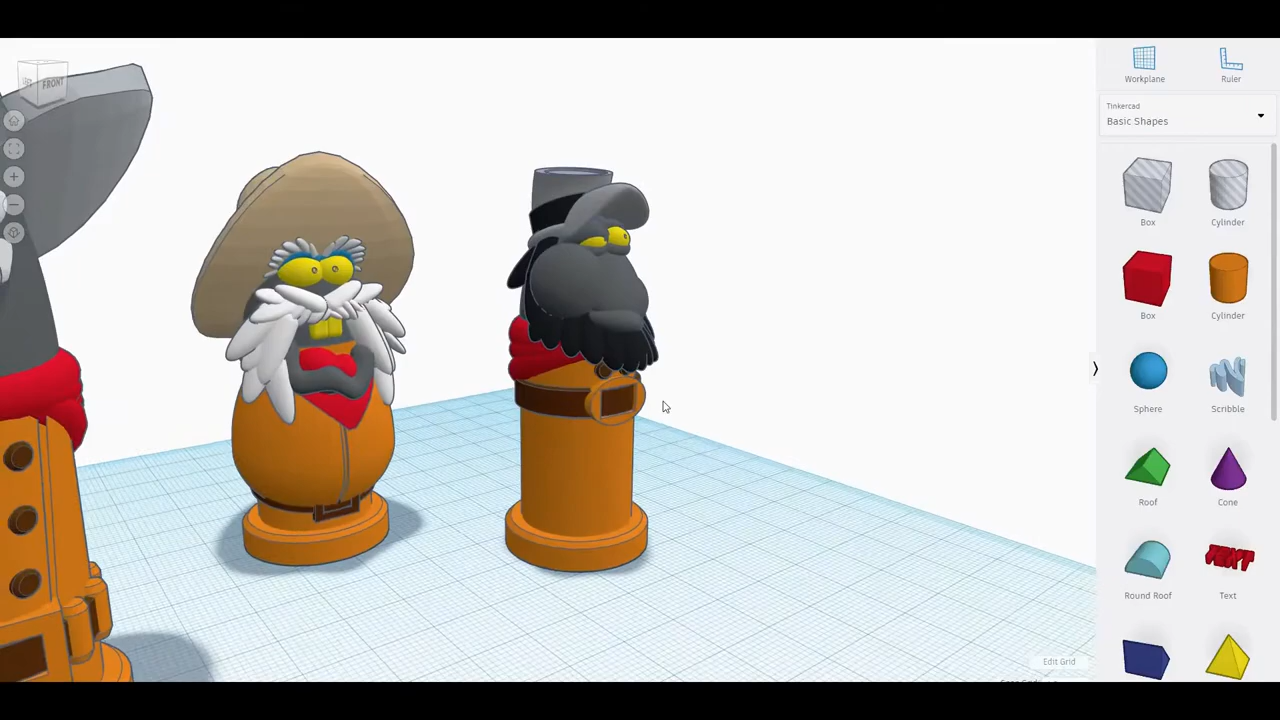 FRONT
Workplane
Ruler
Tinkercad
Basic Shapes
Box
Cylinder
Box
Cylinder
Sphere
Scribble
Roof
Cone
Round Roof
Text
TEXT
Edit Grid